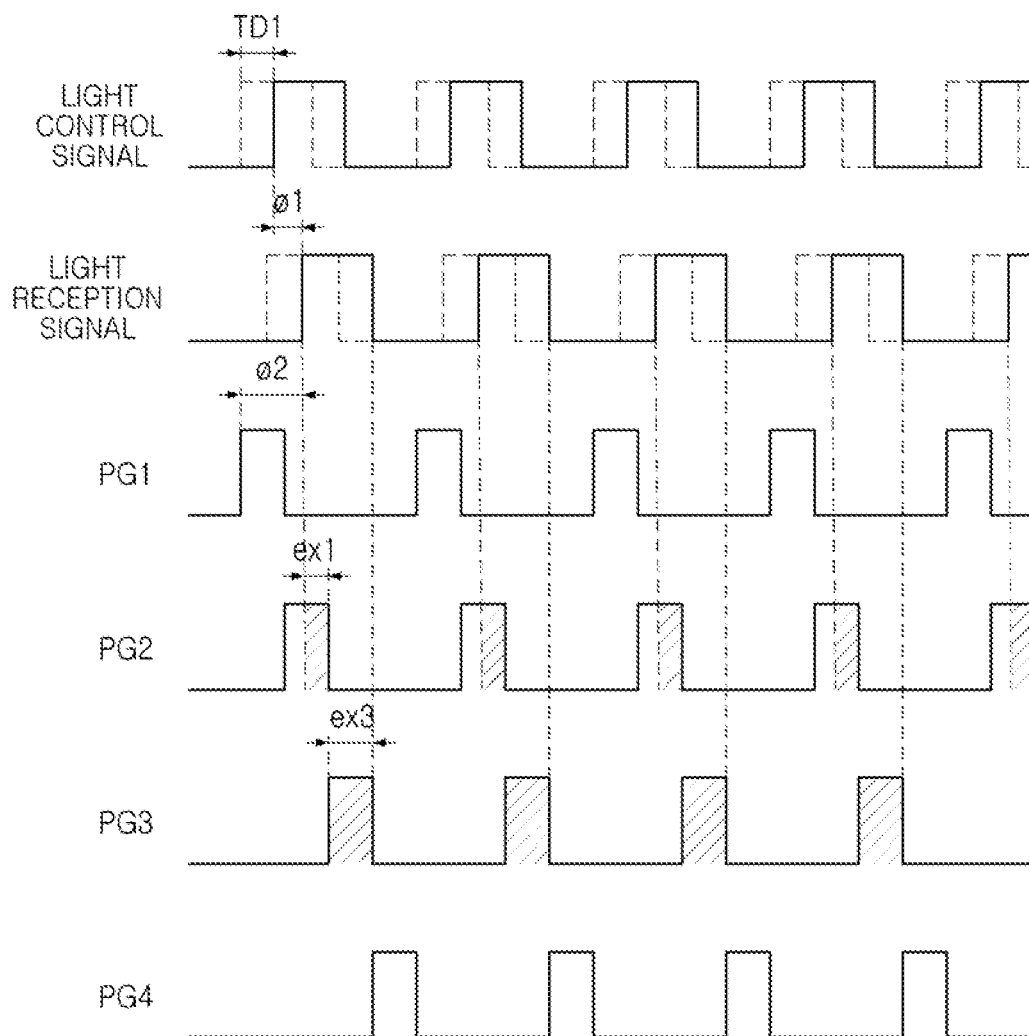 TD1
LIGHT
CONTROL
SIGNAL
ø1
LIGHT
RECEPTION
SIGNAL
ø2
PG1
ex1
PG2
ex3
PG3
PG4